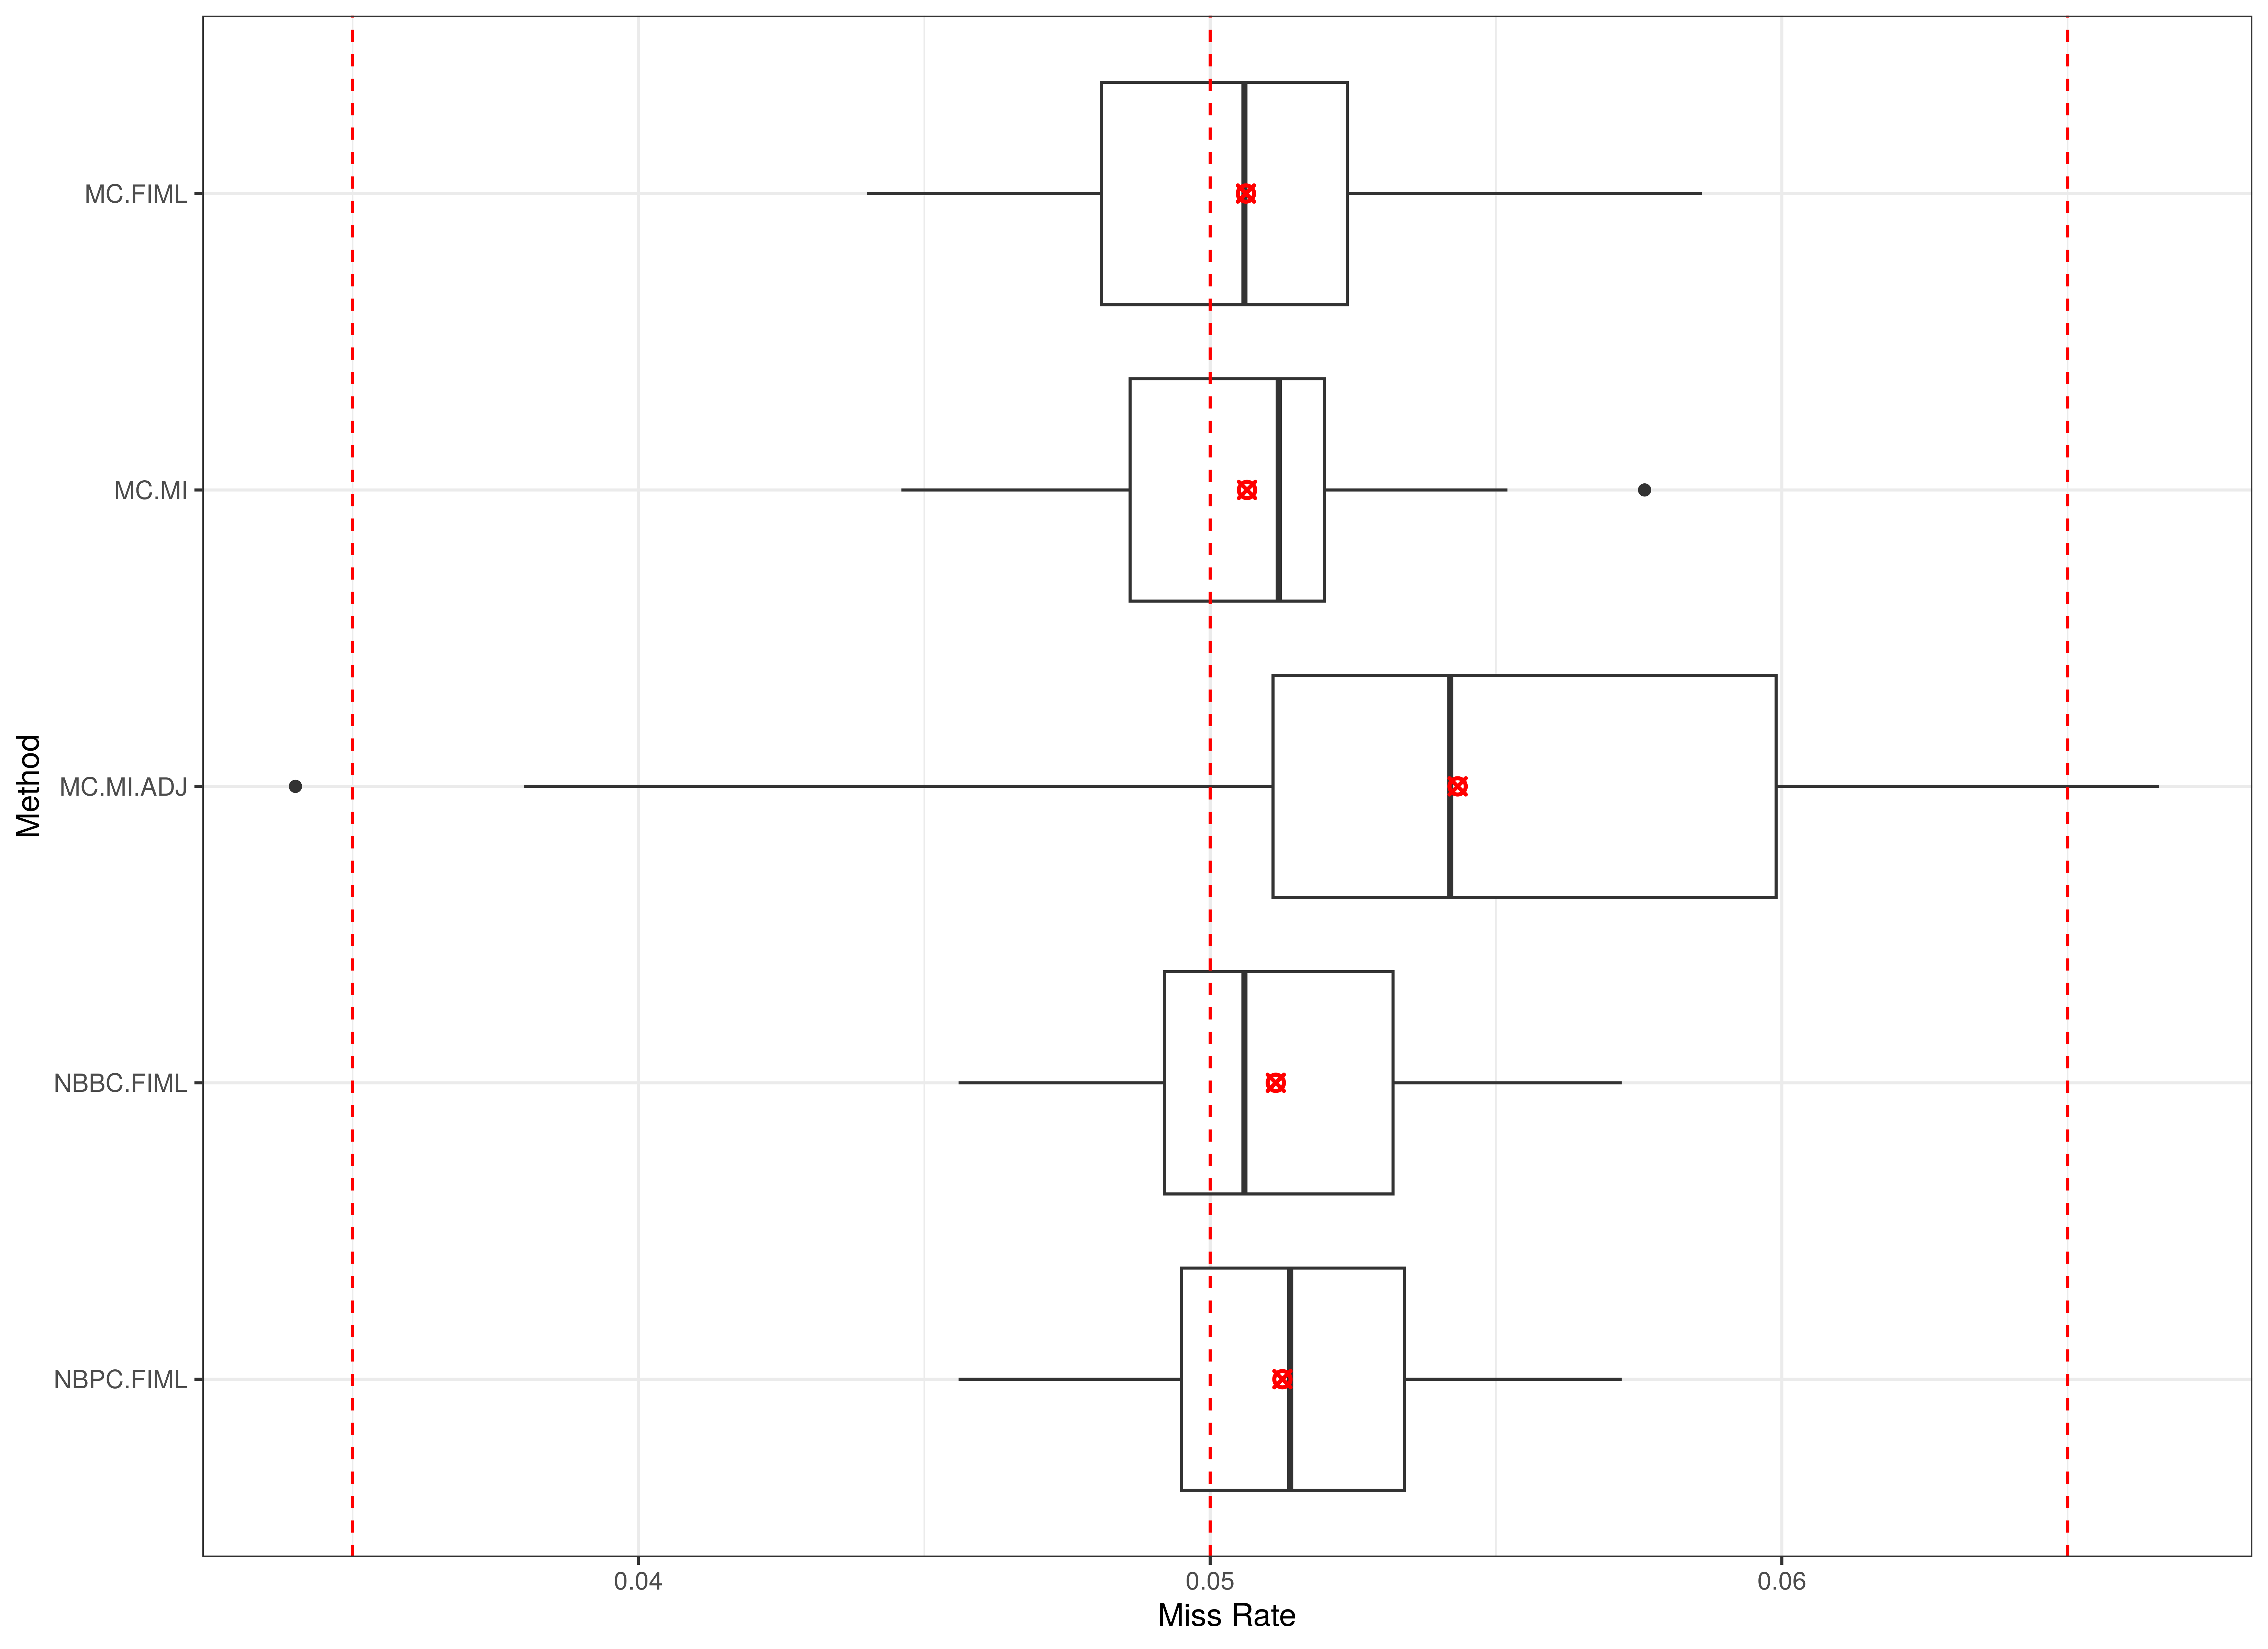 Method
MC.FIML
MC.MI
MC.MI.ADJ
NBBC.FIML
NBPC.FIML
0.04 0.05 0.06
Miss Rate